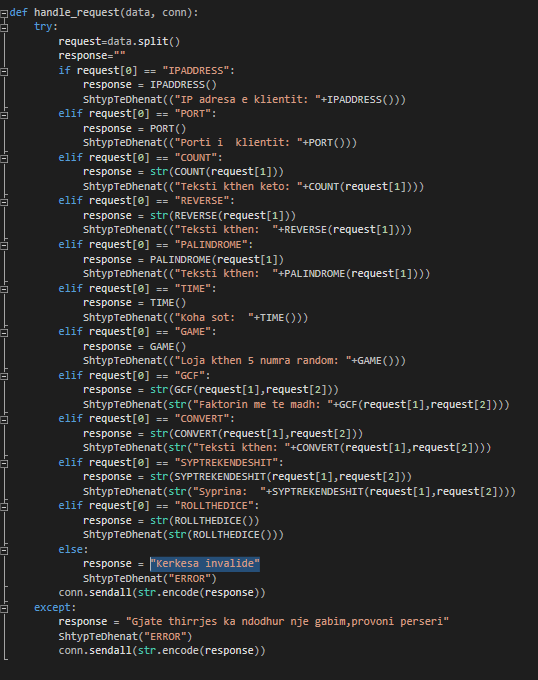 def handle_request(data, conn):
    try:
        request=data.split()
        response=""
        if request[0] == "IPADDRESS":
            response = IPADDRESS()
            ShtypTeDhenat(("IP adresa e klientit: "+IPADDRESS()))
        elif request[0] == "PORT":
            response = PORT()
            ShtypTeDhenat(("Porti i  klientit: "+PORT()))
        elif request[0] == "COUNT":
            response = str(COUNT(request[1]))
            ShtypTeDhenat(("Teksti kthen keto: "+COUNT(request[1])))
        elif request[0] == "REVERSE":
            response = str(REVERSE(request[1]))
            ShtypTeDhenat(("Teksti kthen:  "+REVERSE(request[1])))
        elif request[0] == "PALINDROME":
            response = PALINDROME(request[1])
            ShtypTeDhenat(("Teksti kthen:  "+PALINDROME(request[1])))
        elif request[0] == "TIME":
            response = TIME()
            ShtypTeDhenat(("Koha sot:  "+TIME()))
        elif request[0] == "GAME":
            response = GAME()
            ShtypTeDhenat(("Loja kthen 5 numra random: "+GAME()))
        elif request[0] == "GCF":
            response = str(GCF(request[1],request[2]))
            ShtypTeDhenat(str("Faktorin me te madh: "+GCF(request[1],request[2])))
        elif request[0] == "CONVERT":
            response = str(CONVERT(request[1],request[2]))
            ShtypTeDhenat(str("Teksti kthen: "+CONVERT(request[1],request[2])))
        elif request[0] == "SYPTREKENDESHIT":
            response = str(SYPTREKENDESHIT(request[1],request[2]))
            ShtypTeDhenat(str("Syprina:  "+SYPTREKENDESHIT(request[1],request[2])))
        elif request[0] == "ROLLTHEDICE":
            response = str(ROLLTHEDICE())
            ShtypTeDhenat(str(ROLLTHEDICE()))
        else:
            response = "Kerkesa invalide"
            ShtypTeDhenat("ERROR")
        conn.sendall(str.encode(response))
    except:
        response = "Gjate thirrjes ka ndodhur nje gabim,provoni perseri"
        ShtypTeDhenat("ERROR")
        conn.sendall(str.encode(response))